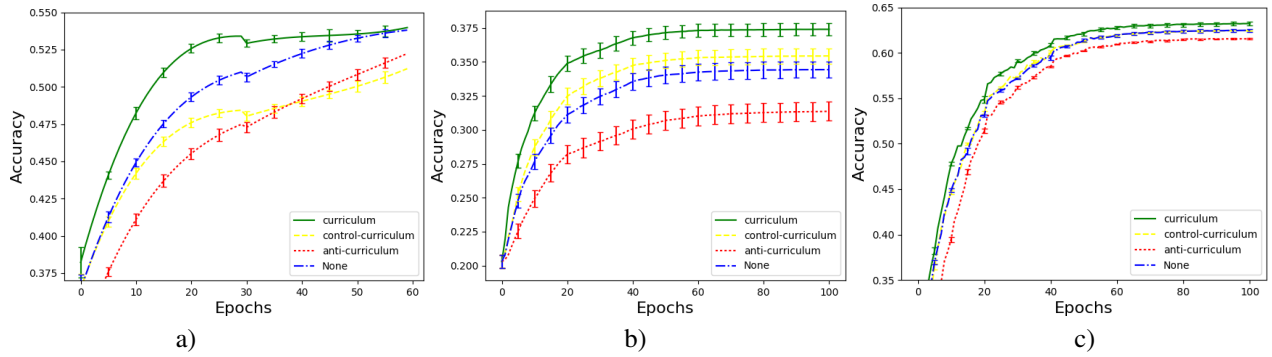 0.550
0.525
0.500
0.475
0.450
0.425
0.400
0.375
Accuracy
0
10
20
30
40
50
60
Epochs
curriculum
control-curriculum
anti-curriculum
None
a)
0.375
0.350
0.325
0.300
0.275
0.250
0.225
0.200
Accuracy
0
20
40
60
80
100
Epochs
curriculum
control-curriculum
anti-curriculum
None
b)
0.65
0.60
0.55
0.50
0.45
0.40
0.35
Accuracy
0
20
40
60
80
100
Epochs
curriculum
control-curriculum
anti-curriculum
None
c)